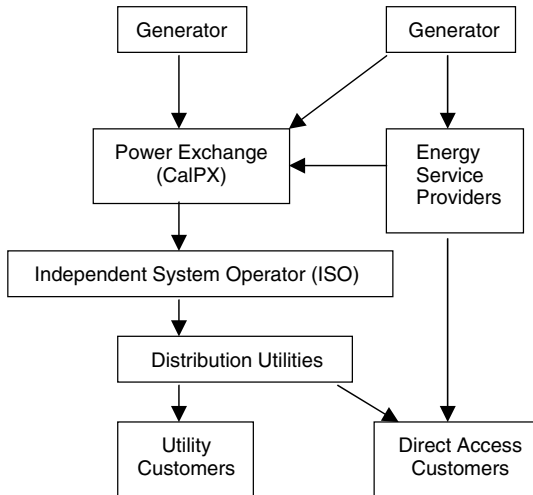 Generator
Generator
Power Exchange
(CalPX)
Energy
Service
Providers
Independent System Operator (ISO)
Distribution Utilities
Utility
Customers
Direct Access
Customers